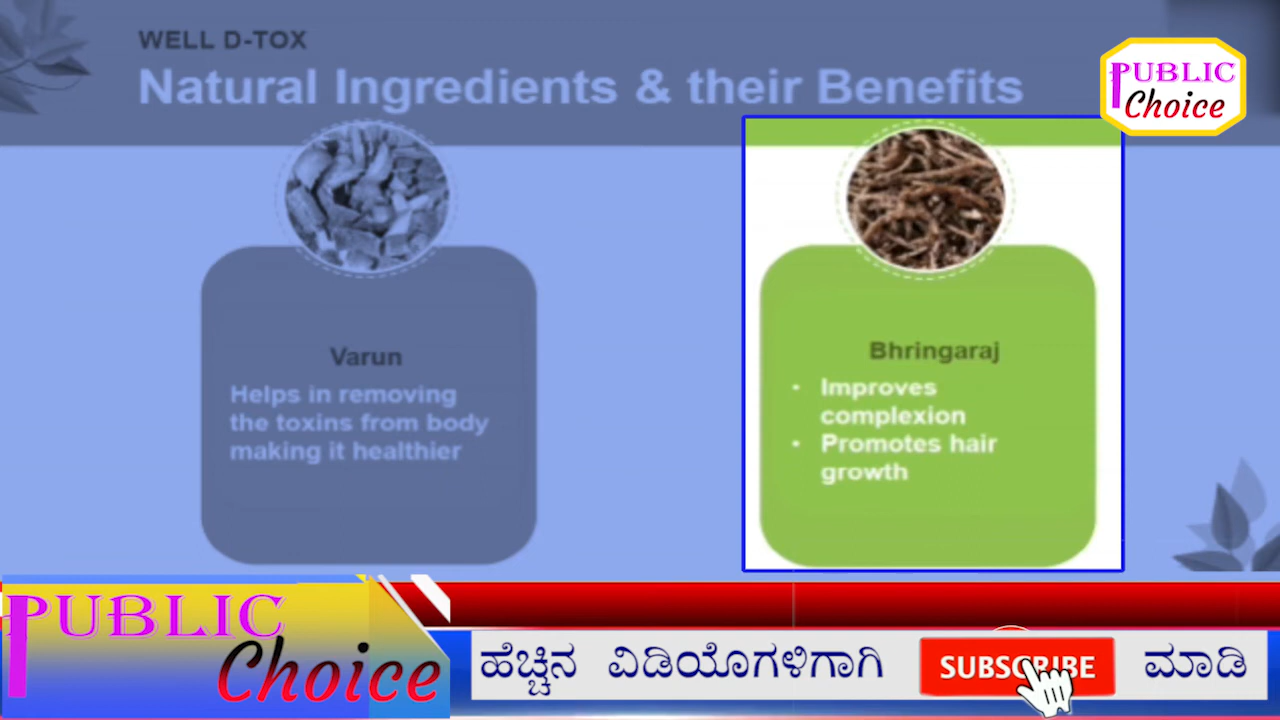 WELL D-TOX
Natural Ingredients & their Benefits
PUBLIC
Choice
Varun
Helps in removing
the toxins from body
making it healthier
Bhringaraj
• Improves
complexion
• Promotes hair
growth
PUBLIC
Choice
ಹೆಚ್ಚಿನ ವಿಡಿಯೊಗಳಿಗಾಗಿ SUBSCRIBE ಮಾಡಿ